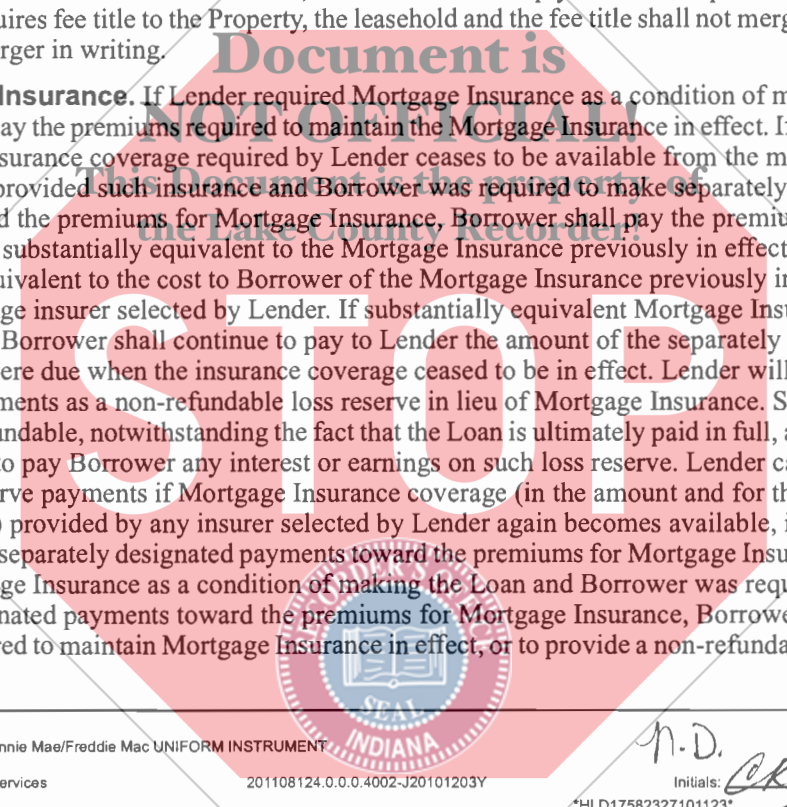 uires fee title to the Property, the leasehold and the fee title shall not merg
erger in writing.
Document is
Insurance. If Lender required Mortgage Insurance as a condition of m
ay the premiums required to maintain the Mortgage Insurance in effect. If
NOT OFFICIAL!
surance coverage required by Lender ceases to be available from the m
provided such insurance and Borrower was required to make separately
This Document is the property of
d the premiums for Mortgage Insurance, Borrower shall pay the premiu
the Lake County Recorder!
substantially equivalent to the Mortgage Insurance previously in effect
uivalent to the cost to Borrower of the Mortgage Insurance previously in
ge insurer selected by Lender. If substantially equivalent Mortgage Insu
Borrower shall continue to pay to Lender the amount of the separately
ere due when the insurance coverage ceased to be in effect. Lender will
STOP
ments as a non-refundable loss reserve in lieu of Mortgage Insurance. S
undable, notwithstanding the fact that the Loan is ultimately paid in full, a
to pay Borrower any interest or earnings on such loss reserve. Lender ca
rve payments if Mortgage Insurance coverage (in the amount and for th
) provided by any insurer selected by Lender again becomes available, i
separately designated payments toward the premiums for Mortgage Insu
ge Insurance as a condition of making the Loan and Borrower was requ
nated payments toward the premiums for Mortgage Insurance, Borrowe
ed to maintain Mortgage Insurance in effect, or to provide a non-refunda
SEAL
INDIANA
nnie Mae/Freddie Mac UNIFORM INSTRUMENT
N.D.
ervices
201108124.0.0.0.4002-J20101203Y
Initials: CR
*HLD17582327101123*